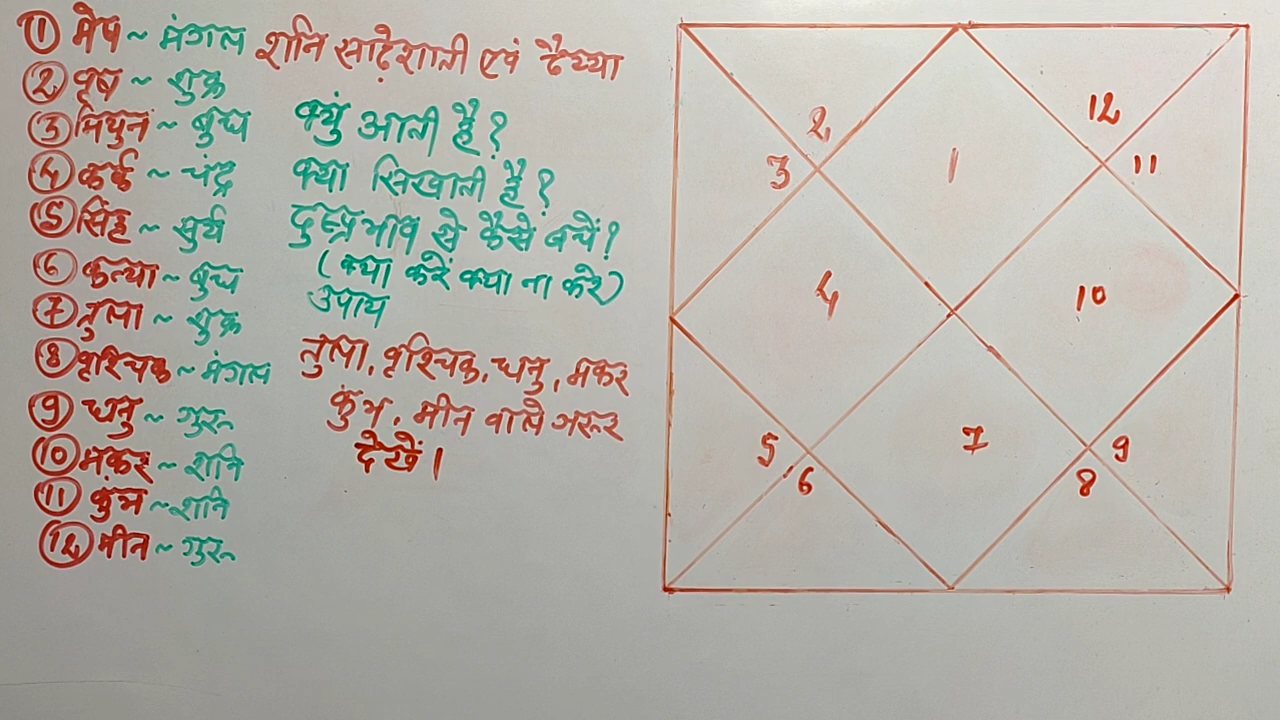 ① मेष ~ मंगल
② वृष ~ शुक्र
③ मिथुन ~ बुध
④ कर्क ~ चंद्र
⑤ सिंह ~ सुर्य
⑥ कन्या ~ बुध
⑦ तुला ~ शुक्र
⑧ वृश्चिक ~ मंगल
⑨ धनु ~ गुरू
⑩ मकर ~ शनि
⑪ कुंभ ~ शनि
⑫ मीन ~ गुरू
शनि साढ़ेशाती एवं ढैय्या
क्युं आती है?
क्या सिखाती है?
दुष्प्रभाव से कैसे बचें?
(क्या करें क्या ना करे)
उपाय
तुला, वृश्चिक, धनु, मकर
कुंभ, मीन वाले जरूर
देखें।
2
12
3
1
11
4
10
5
7
9
6
8